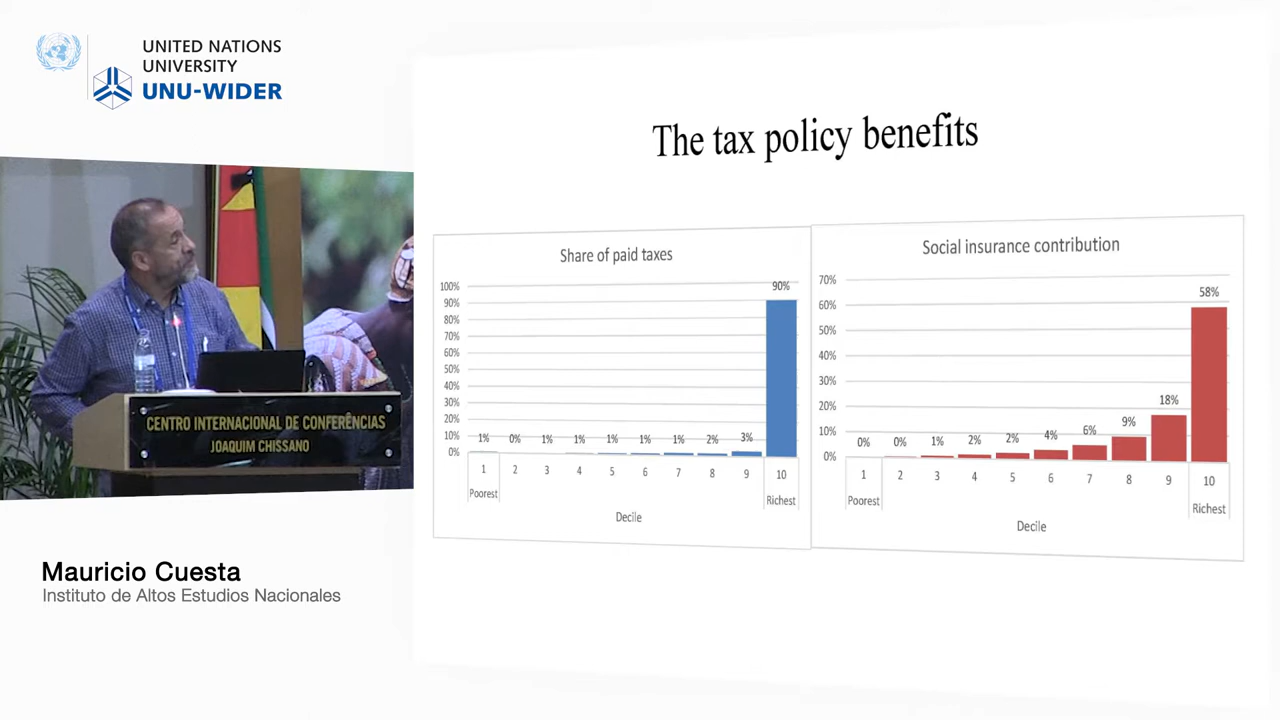 UNITED NATIONS
UNIVERSITY
UNU-WIDER
The tax policy benefits
Share of paid taxes
100%
90%
80%
70%
60%
50%
40%
30%
20%
10%
0%
1% 0% 1% 1% 1% 1% 1% 2% 3% 90%
1 2 3 4 5 6 7 8 9 10
Poorest Richest
Decile
Social insurance contribution
70%
60%
50%
40%
30%
20%
10%
0%
0% 0% 1% 2% 2% 4% 6% 9% 18% 58%
1 2 3 4 5 6 7 8 9 10
Poorest Richest
Decile
CENTRO INTERNACIONAL DE CONFERÊNCIAS
JOAQUIM CHISSANO
Mauricio Cuesta
Instituto de Altos Estudios Nacionales